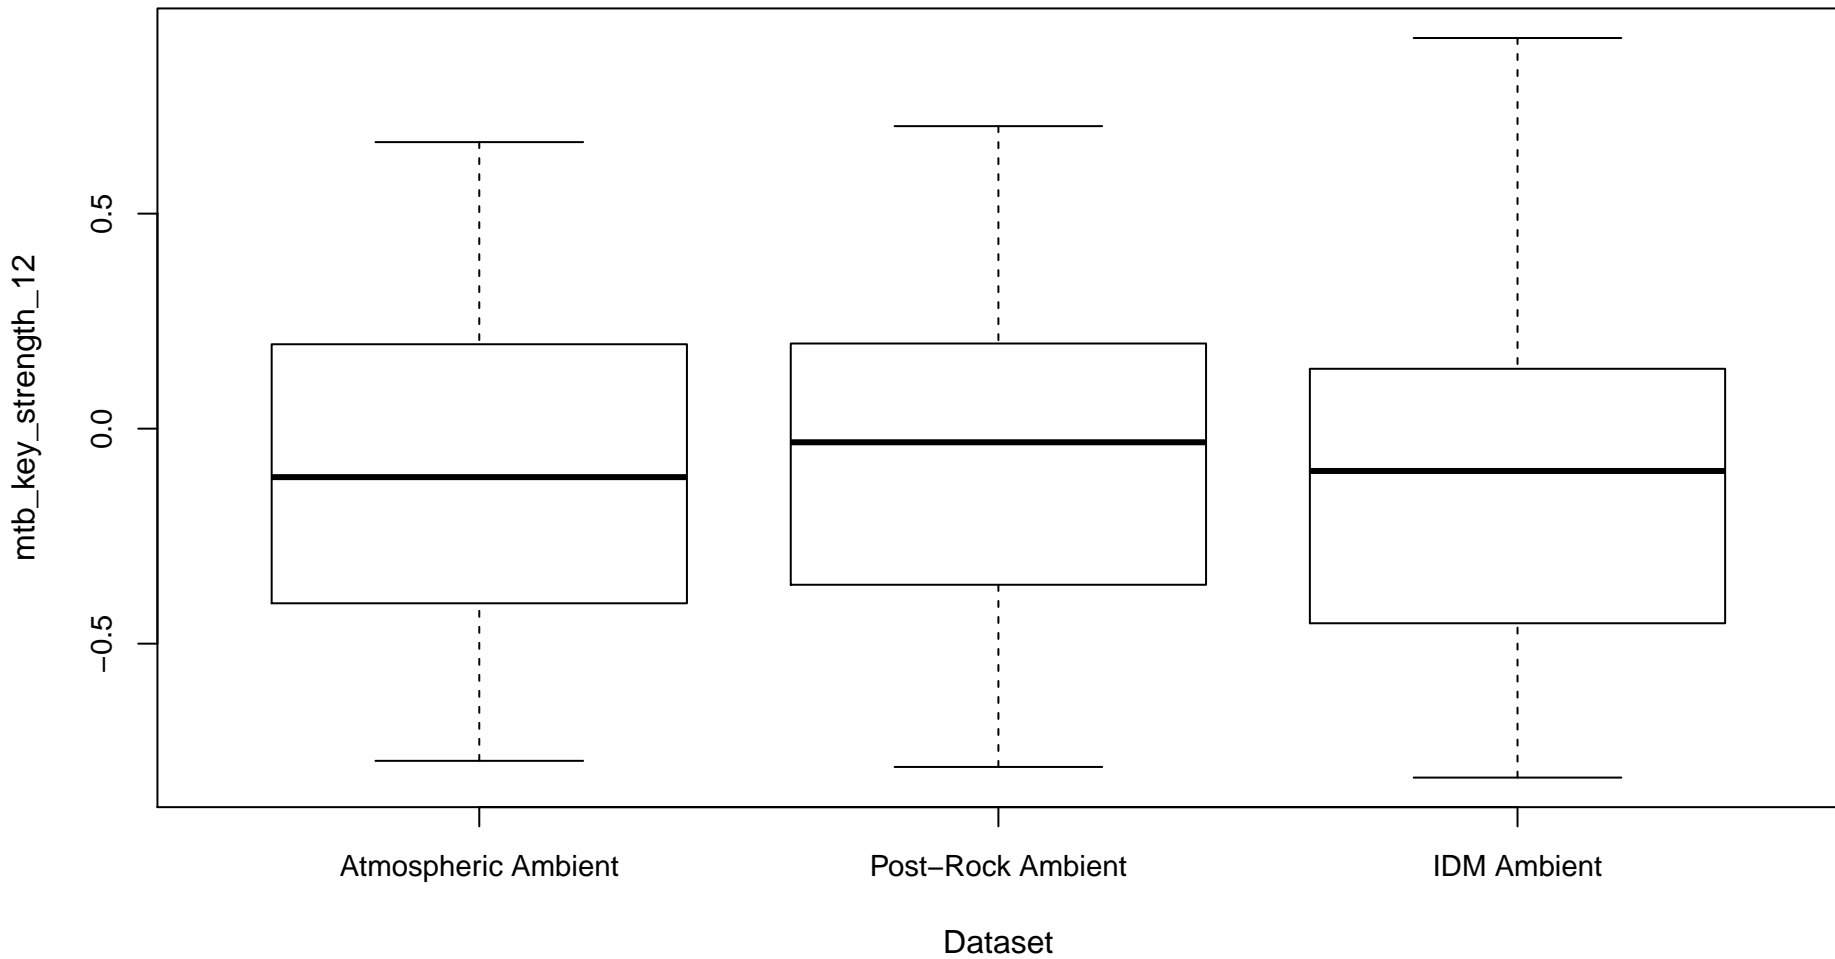 mtb_key_strength_12
0.5
0.0
−0.5
Atmospheric Ambient
Post−Rock Ambient
IDM Ambient
Dataset